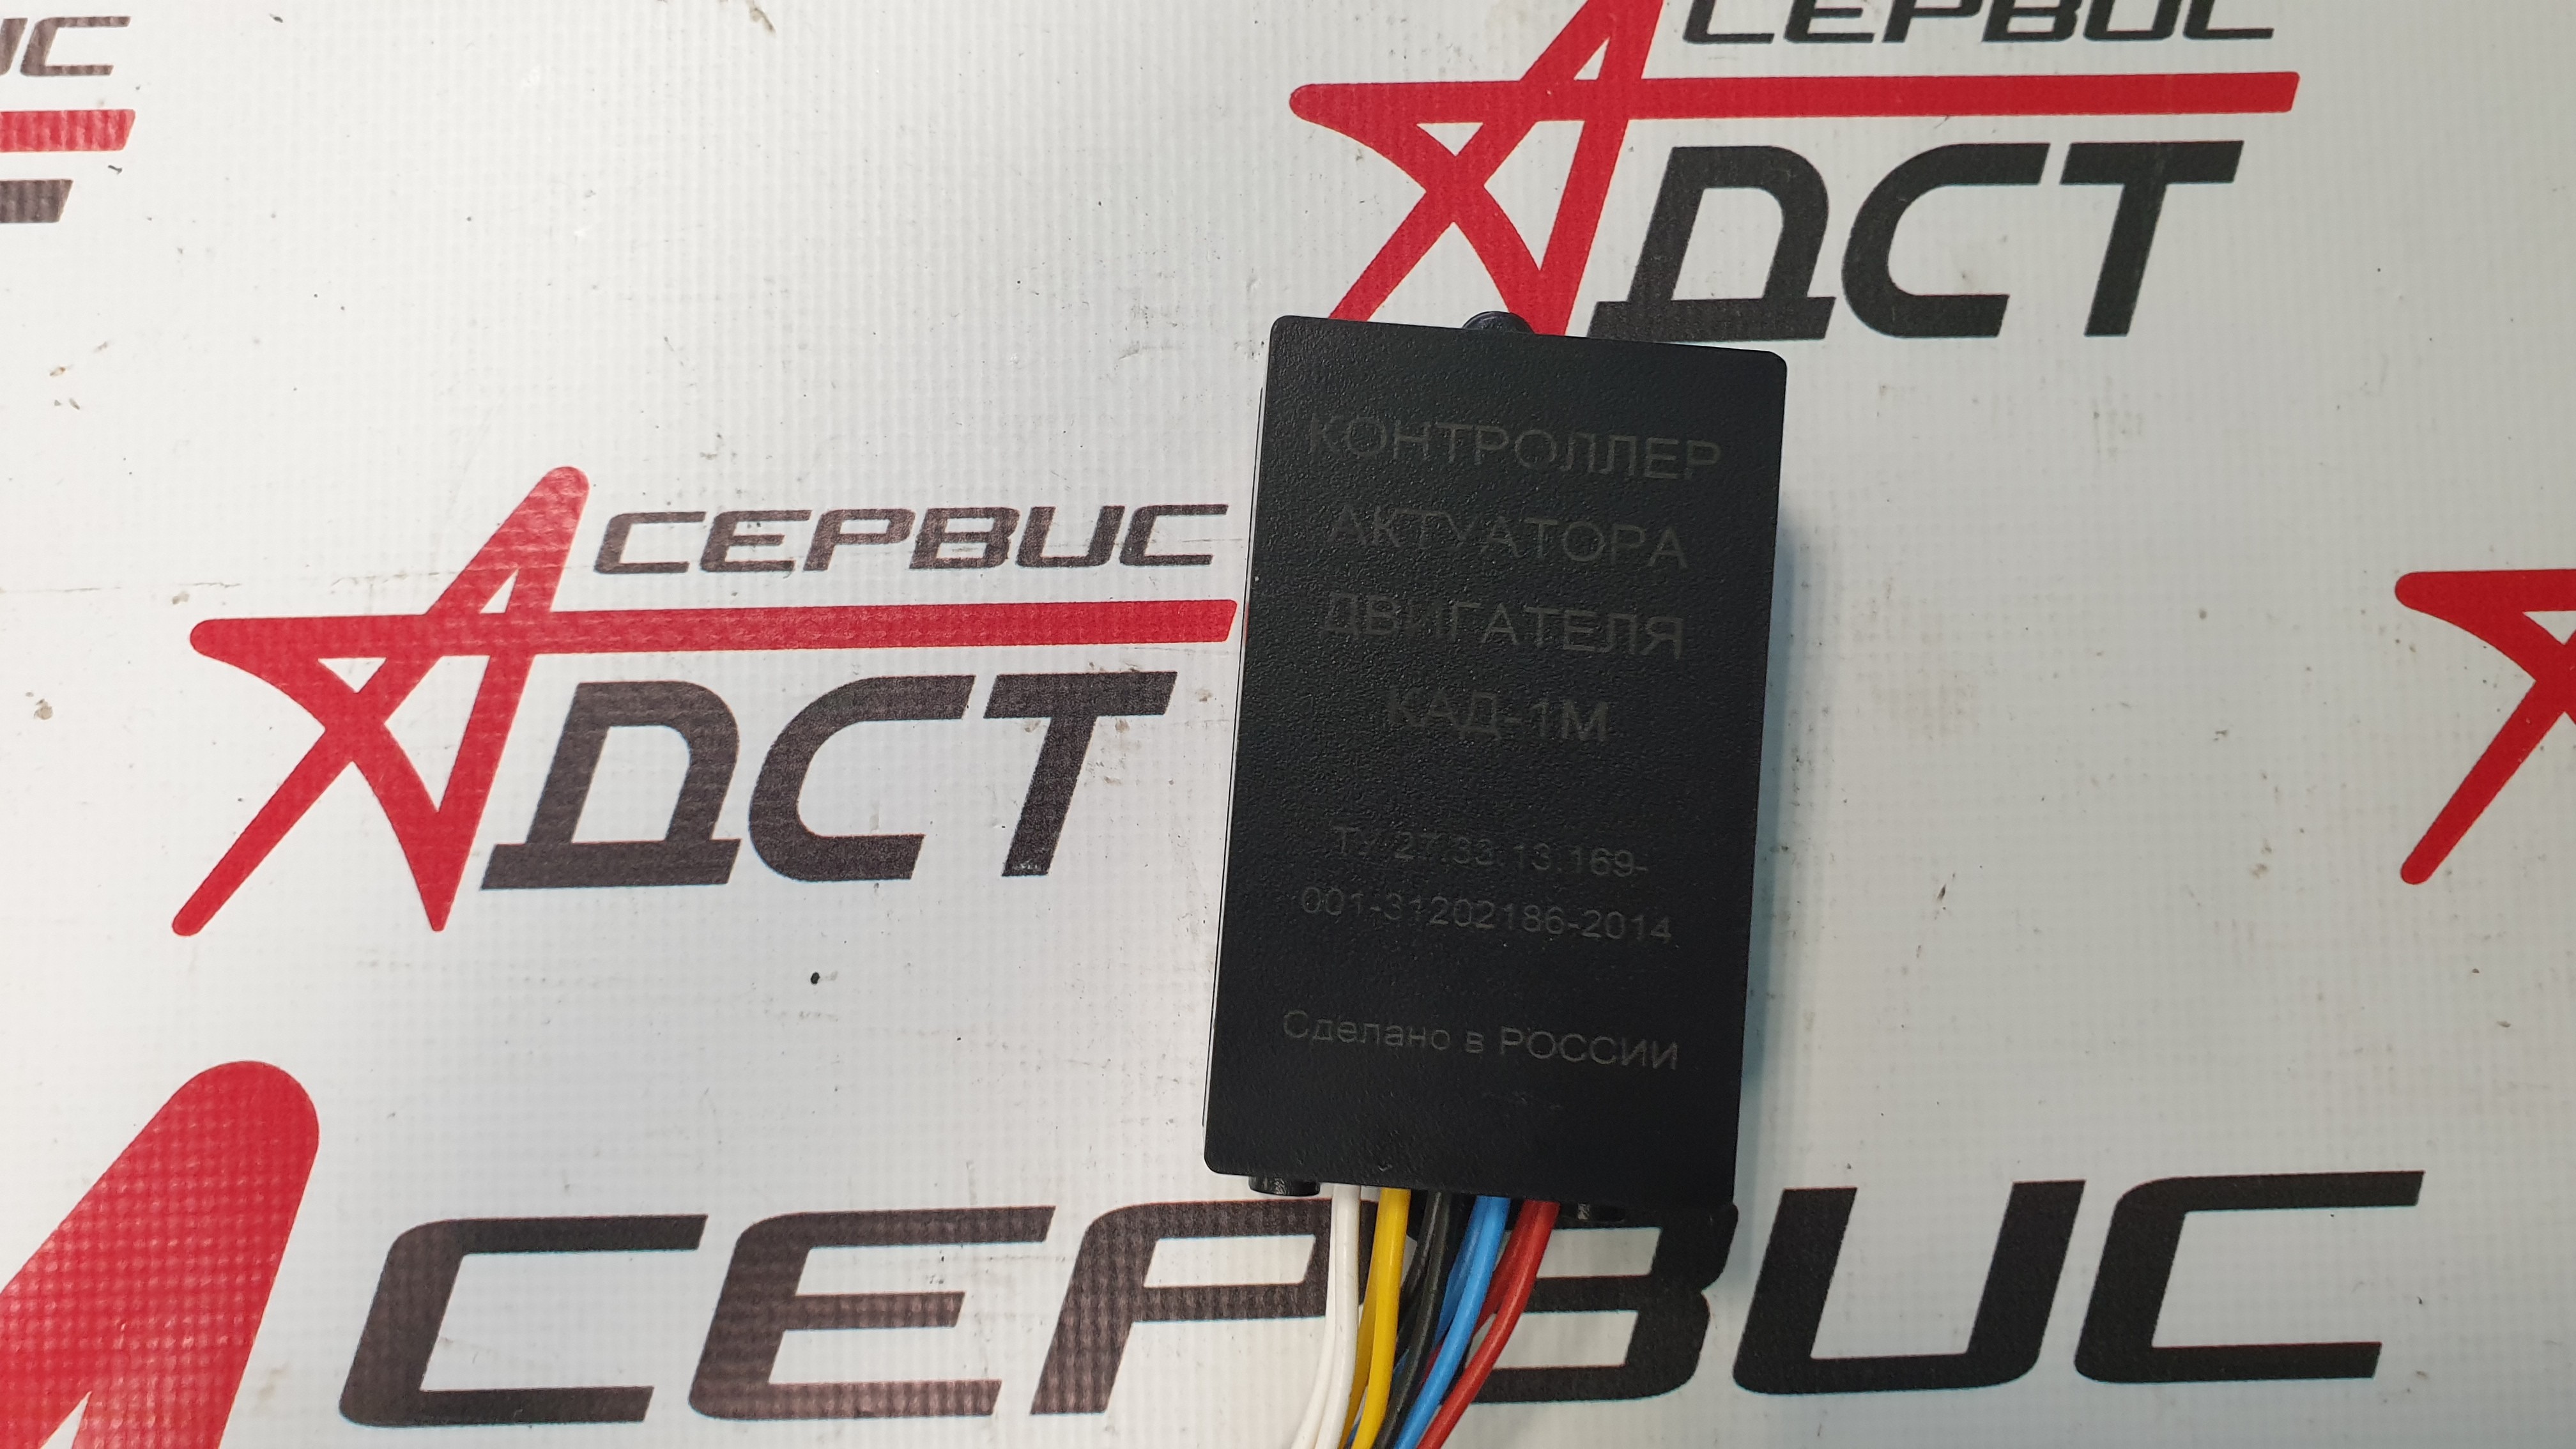 СЕРВИС
ДСТ
ИС
СЕРВИС
ДСТ
КОНТРОЛЛЕР
АКТУАТОРА
ДВИГАТЕЛЯ
КАД-1М
ТУ 27.33.13.169-
001-31202186-2014
Сделано в РОССИИ
СЕРВИС